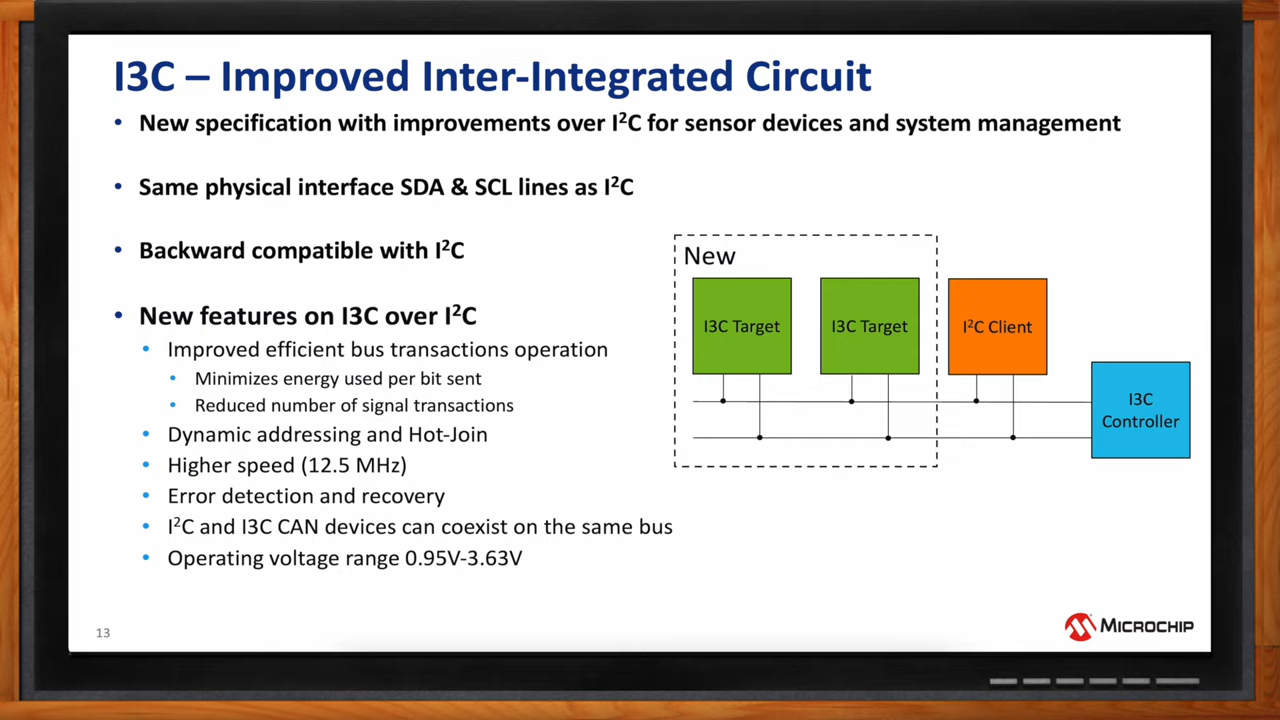 I3C – Improved Inter-Integrated Circuit
• New specification with improvements over I²C for sensor devices and system management
• Same physical interface SDA & SCL lines as I²C
• Backward compatible with I²C
• New features on I3C over I²C
• Improved efficient bus transactions operation
• Minimizes energy used per bit sent
• Reduced number of signal transactions
• Dynamic addressing and Hot-Join
• Higher speed (12.5 MHz)
• Error detection and recovery
• I²C and I3C CAN devices can coexist on the same bus
• Operating voltage range 0.95V-3.63V
New
I3C Target
I3C Target
I²C Client
I3C
Controller
13
MICROCHIP